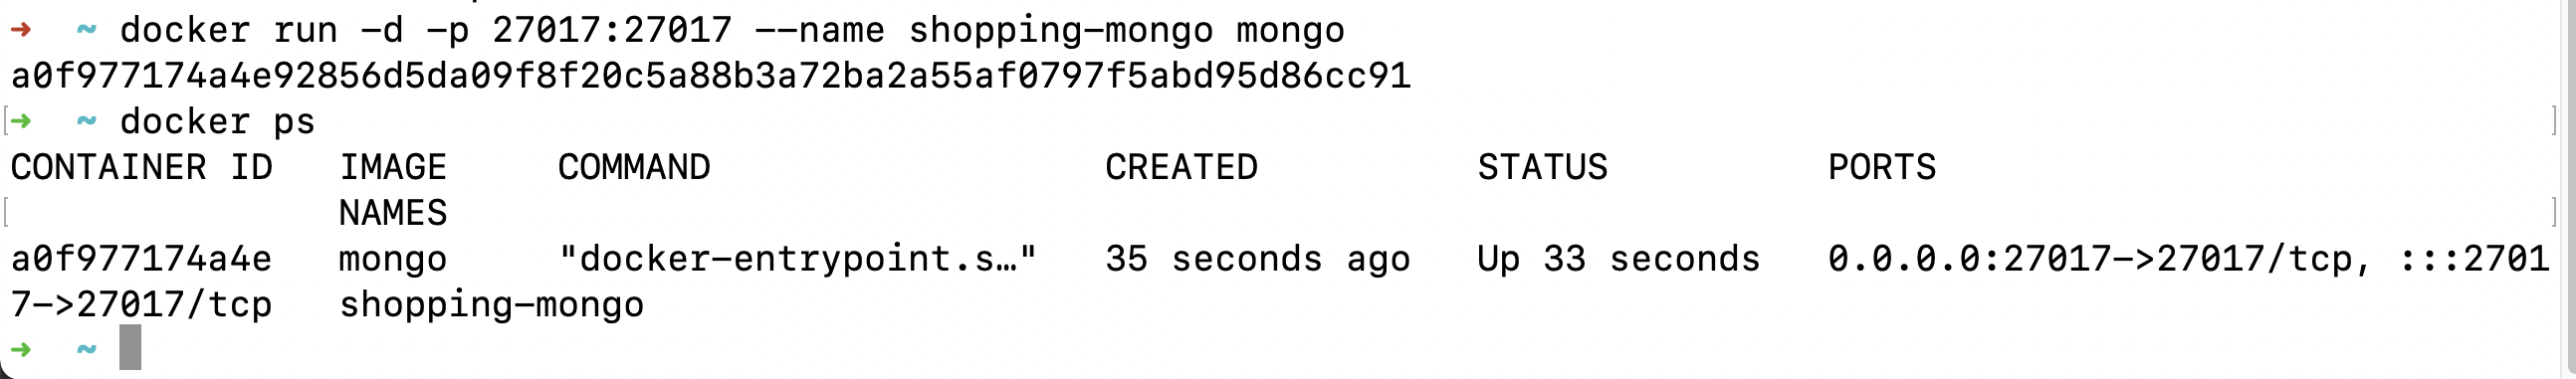 ➜  ~ docker run -d -p 27017:27017 --name shopping-mongo mongo
a0f977174a4e92856d5da09f8f20c5a88b3a72ba2a55af0797f5abd95d86cc91
[➜  ~ docker ps ]
CONTAINER ID   IMAGE     COMMAND                  CREATED          STATUS          PORTS
[              NAMES ]
a0f977174a4e   mongo     "docker-entrypoint.s…"   35 seconds ago   Up 33 seconds   0.0.0.0:27017->27017/tcp, :::2701
7->27017/tcp   shopping-mongo
➜  ~